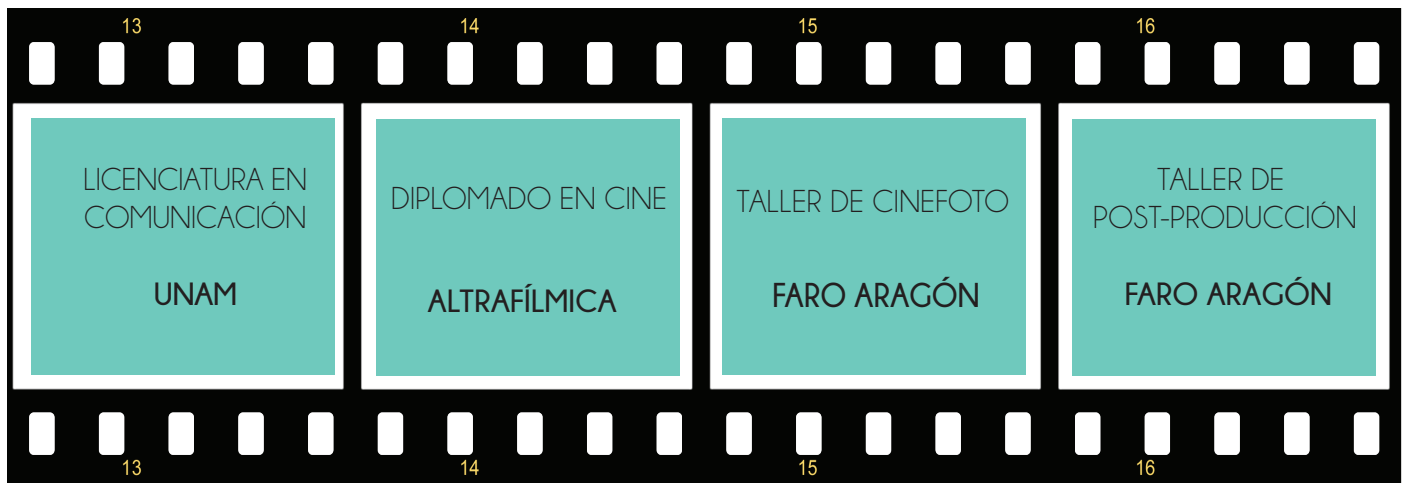 13 14 15 16
LICENCIATURA EN
COMUNICACIÓN
UNAM
DIPLOMADO EN CINE
ALTRAFÍLMICA
TALLER DE CINEFOTO
FARO ARAGÓN
TALLER DE
POST-PRODUCCIÓN
FARO ARAGÓN
13 14 15 16